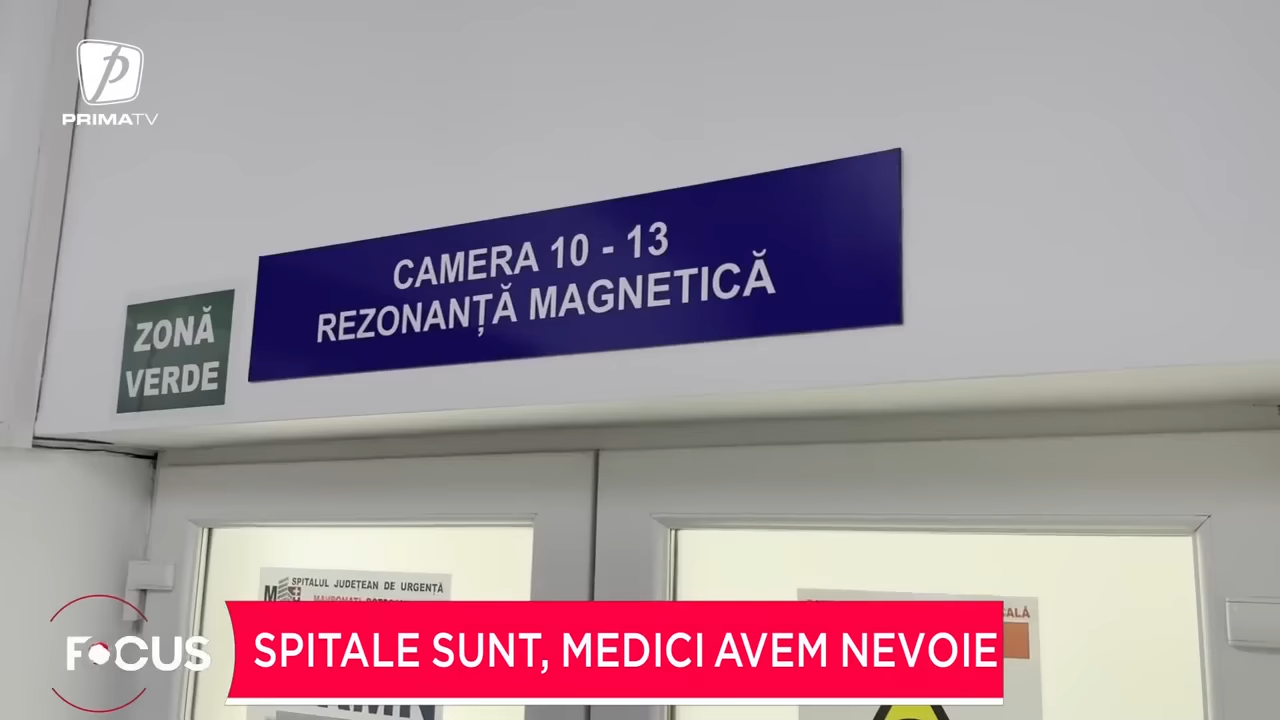 PRIMATV
CAMERA 10 - 13
REZONANȚĂ MAGNETICĂ
ZONĂ
VERDE
SPITALUL JUDEȚEAN DE URGENȚĂ
FOCUS
SPITALE SUNT, MEDICI AVEM NEVOIE